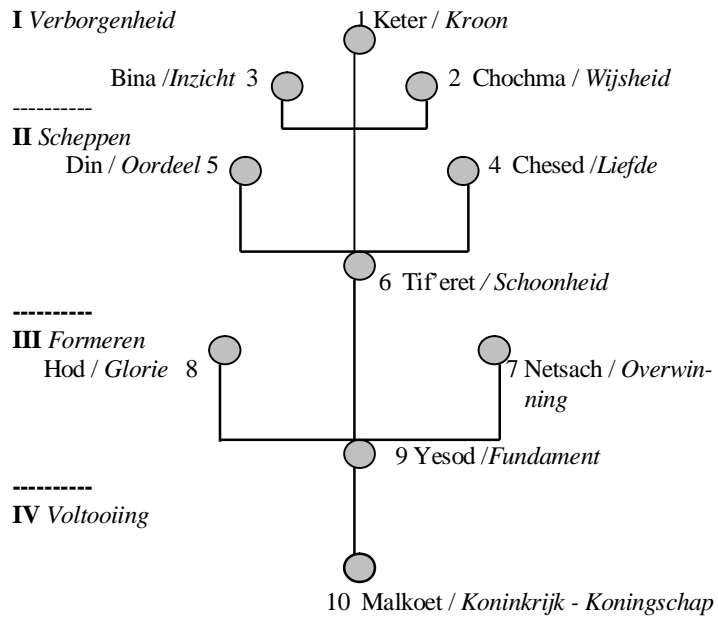 I Verborgenheid 1 Keter / Kroon
Bina /Inzicht 3 2 Chochma / Wijsheid
----------
II Scheppen
Din / Oordeel 5 4 Chesed /Liefde
6 Tif'eret / Schoonheid
----------
III Formeren
Hod / Glorie 8 7 Netsach / Overwin-
ning
9 Yesod /Fundament
----------
IV Voltooiing
10 Malkoet / Koninkrijk - Koningschap